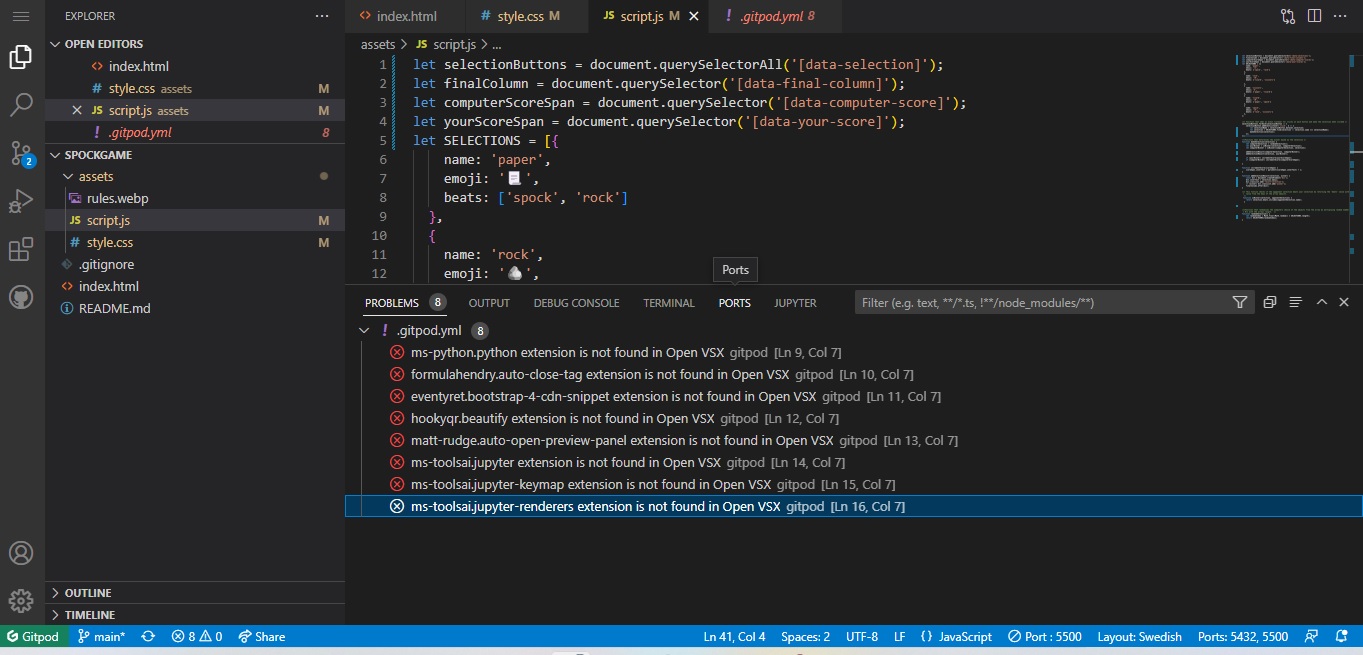 EXPLORER
index.html
style.css M
script.js M
.gitpod.yml 8
OPEN EDITORS
index.html
style.css assets M
script.js assets M
.gitpod.yml 8
SPOCKGAME
assets
rules.webp
script.js M
style.css M
.gitignore
index.html
README.md
OUTLINE
TIMELINE
assets > JS script.js > ...
1 let selectionButtons = document.querySelectorAll('[data-selection]');
2 let finalColumn = document.querySelector('[data-final-column]');
3 let computerScoreSpan = document.querySelector('[data-computer-score]');
4 let yourScoreSpan = document.querySelector('[data-your-score]');
5 let SELECTIONS = [{
6 name: 'paper',
7 emoji: '📃',
8 beats: ['spock', 'rock']
9 },
10 {
11 name: 'rock',
12 emoji: '🪨',
Ports
PROBLEMS 8 OUTPUT DEBUG CONSOLE TERMINAL PORTS JUPYTER Filter (e.g. text, **/*.ts, !**/node_modules/**)
.gitpod.yml 8
ms-python.python extension is not found in Open VSX gitpod [Ln 9, Col 7]
formulahendry.auto-close-tag extension is not found in Open VSX gitpod [Ln 10, Col 7]
eventyret.bootstrap-4-cdn-snippet extension is not found in Open VSX gitpod [Ln 11, Col 7]
hookyqr.beautify extension is not found in Open VSX gitpod [Ln 12, Col 7]
matt-rudge.auto-open-preview-panel extension is not found in Open VSX gitpod [Ln 13, Col 7]
ms-toolsai.jupyter extension is not found in Open VSX gitpod [Ln 14, Col 7]
ms-toolsai.jupyter-keymap extension is not found in Open VSX gitpod [Ln 15, Col 7]
ms-toolsai.jupyter-renderers extension is not found in Open VSX gitpod [Ln 16, Col 7]
2
Gitpod main* 8 0 Share Ln 41, Col 4 Spaces: 2 UTF-8 LF {} JavaScript Port : 5500 Layout: Swedish Ports: 5432, 5500